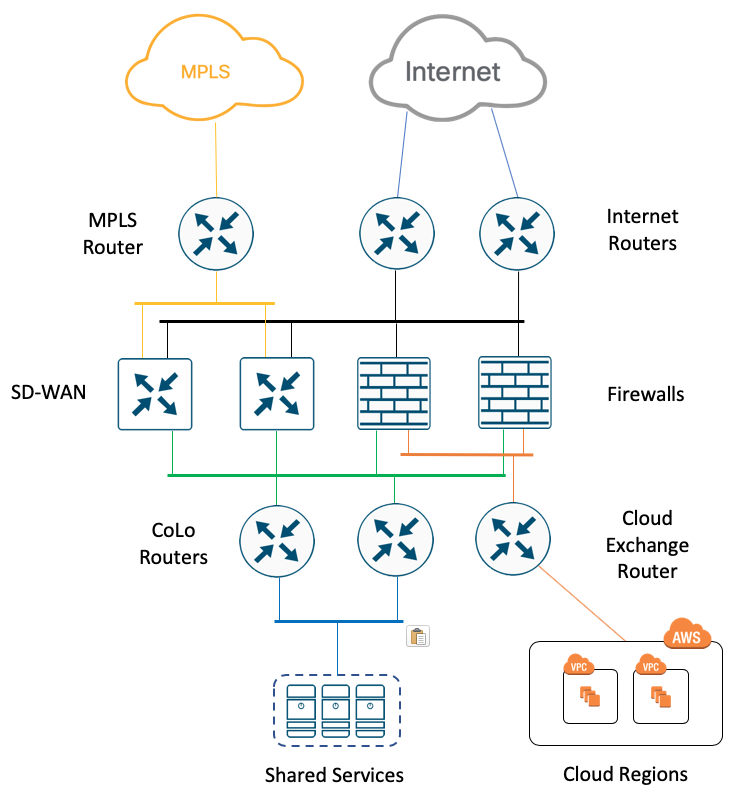 MPLS
Internet
MPLS
Router
Internet
Routers
SD-WAN
Firewalls
CoLo
Routers
Cloud
Exchange
Router
AWS
VPC
VPC
Shared Services
Cloud Regions